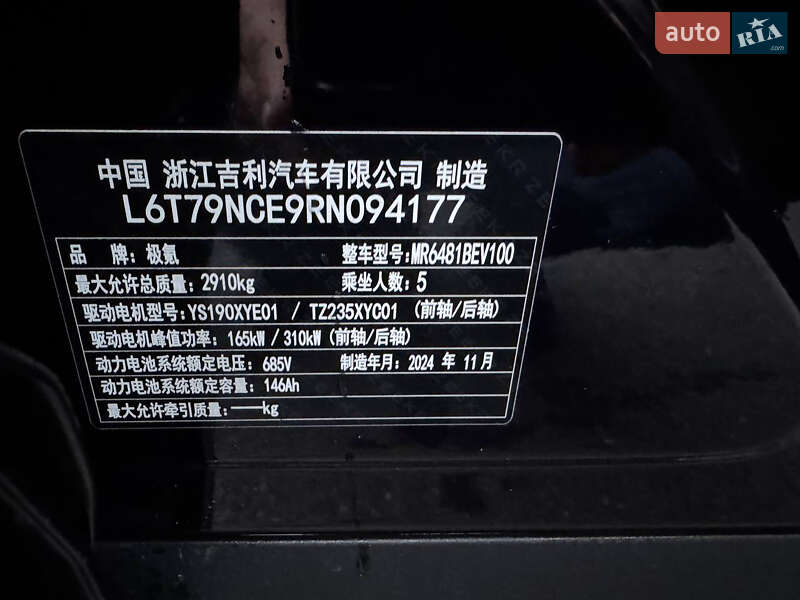 auto RIA.com
中国 浙江吉利汽车有限公司 制造
L6T79NCE9RN094177
品 牌:极氪 整车型号:MR6481BEV100
最大允许总质量:2910kg 乘坐人数:5
驱动电机型号:YS190XYE01 / TZ235XYC01 (前轴/后轴)
驱动电机峰值功率:165kW / 310kW (前轴/后轴)
动力电池系统额定电压:685V 制造年月:2024 年 11 月
动力电池系统额定容量:146Ah
最大允许牵引质量:——kg